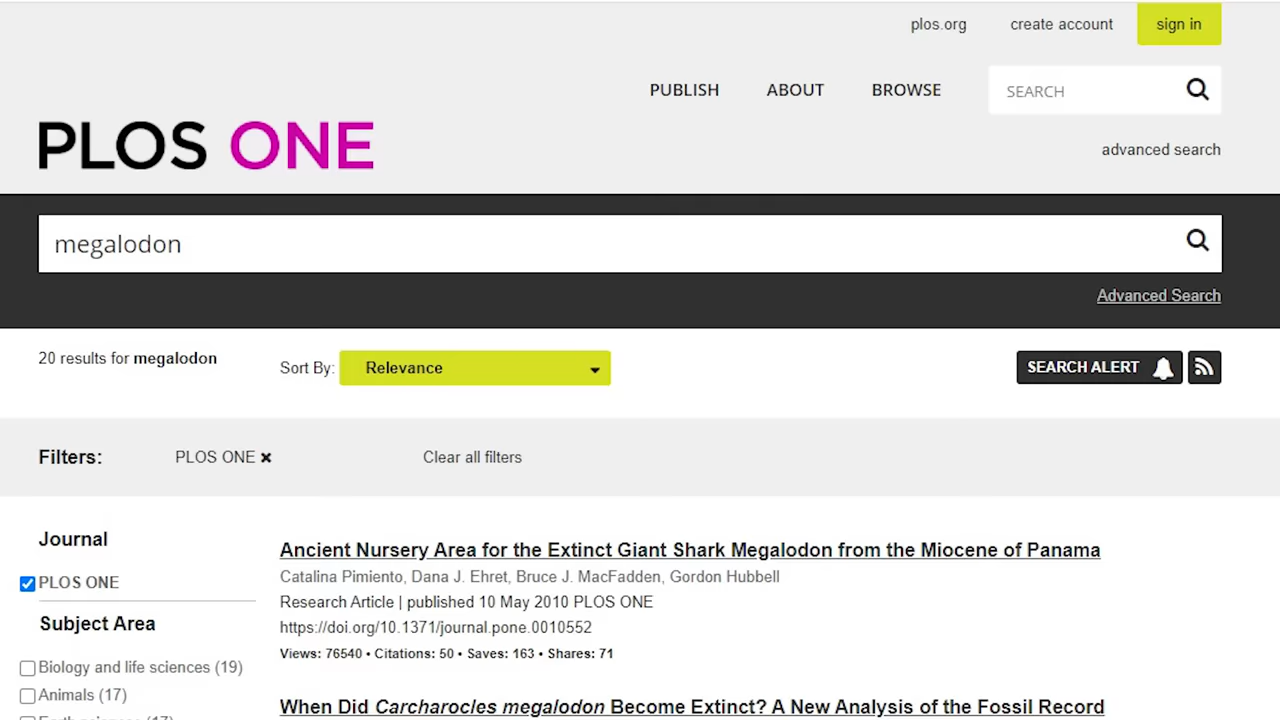 plos.org create account sign in
PUBLISH ABOUT BROWSE SEARCH
PLOS ONE
advanced search
megalodon
Advanced Search
20 results for megalodon Sort By: Relevance SEARCH ALERT
Filters: PLOS ONE Clear all filters
Journal
PLOS ONE
Subject Area
Biology and life sciences (19)
Animals (17)
Earth sciences (17)
Ancient Nursery Area for the Extinct Giant Shark Megalodon from the Miocene of Panama
Catalina Pimiento, Dana J. Ehret, Bruce J. MacFadden, Gordon Hubbell
Research Article | published 10 May 2010 PLOS ONE
https://doi.org/10.1371/journal.pone.0010552
Views: 76540 • Citations: 50 • Saves: 163 • Shares: 71
When Did Carcharocles megalodon Become Extinct? A New Analysis of the Fossil Record